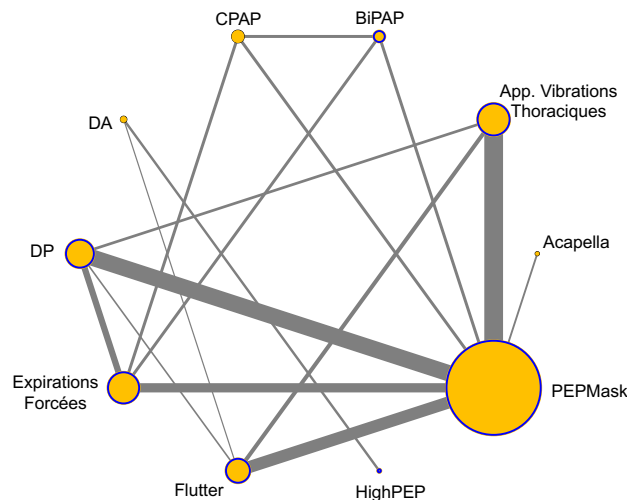 CPAP
BiPAP
App. Vibrations
Thoraciques
DA
Acapella
DP
Expirations
Forcées
PEPMask
Flutter
HighPEP